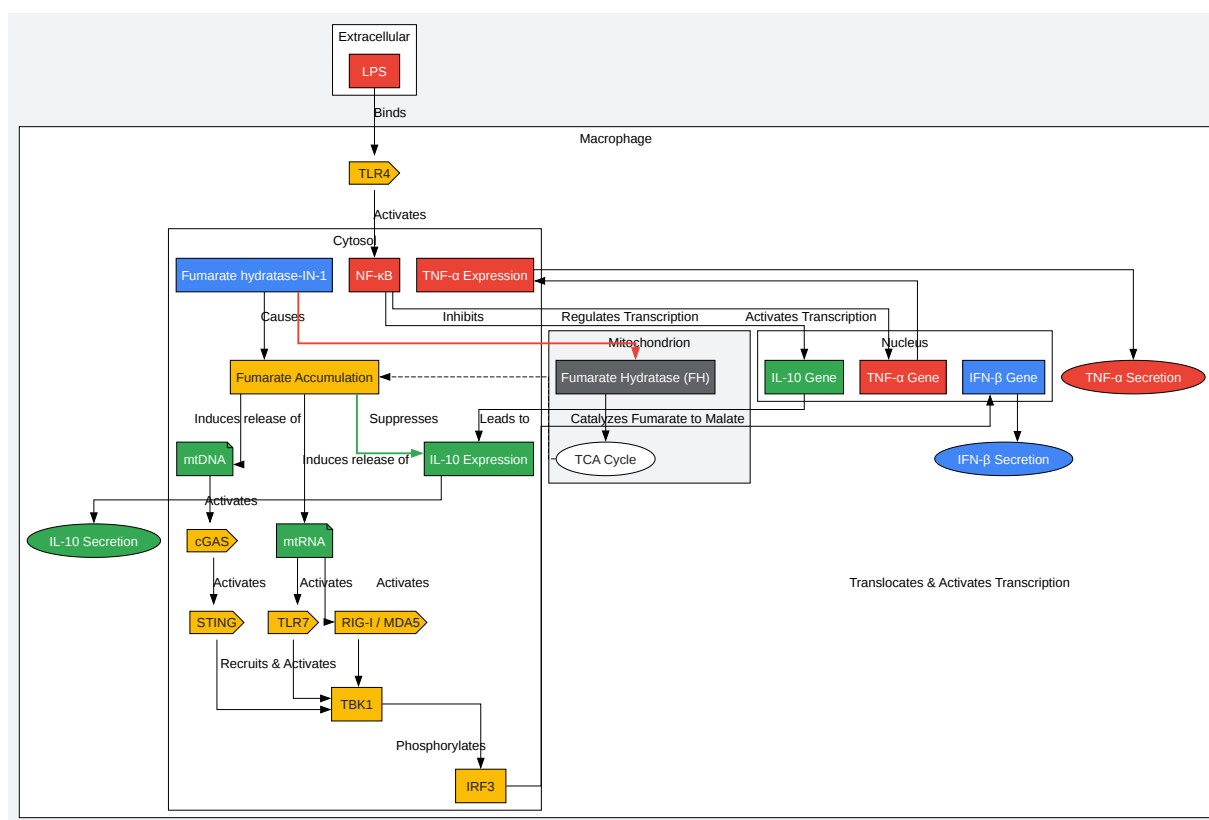 Extracellular
LPS
Binds
Macrophage
TLR4
Activates
Cytosol
Fumarate hydratase-IN-1
NF-κB
TNF-α Expression
Causes
Inhibits
Regulates Transcription
Activates Transcription
Mitochondrion
Nucleus
Fumarate Accumulation
Fumarate Hydratase (FH)
IL-10 Gene
TNF-α Gene
IFN-β Gene
TNF-α Secretion
Induces release of
Suppresses
Leads to
Catalyzes Fumarate to Malate
mtDNA
Induces release of
IL-10 Expression
TCA Cycle
IFN-β Secretion
Activates
IL-10 Secretion
cGAS
mtRNA
Activates
Activates
Activates
Translocates & Activates Transcription
STING
TLR7
RIG-I / MDA5
Recruits & Activates
TBK1
Phosphorylates
IRF3